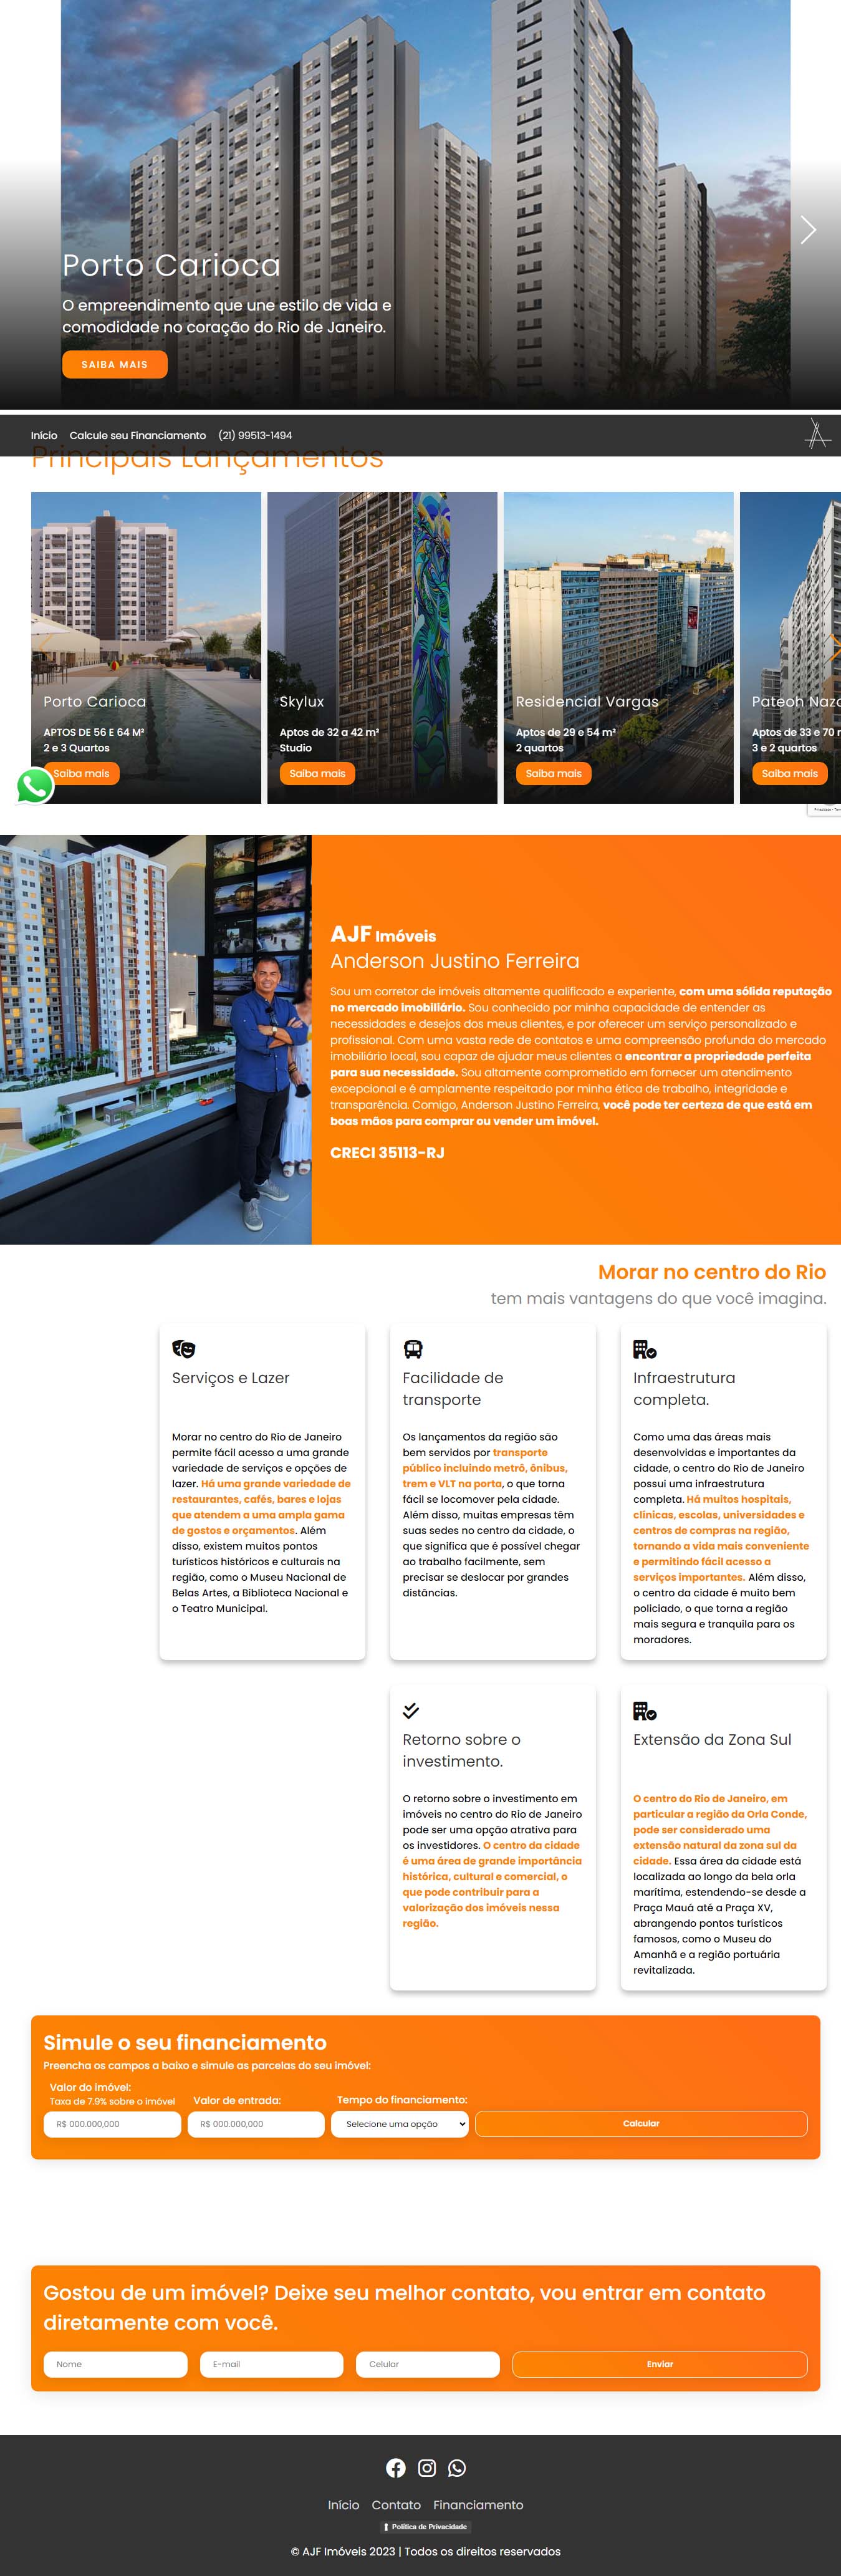 Porto Carioca
O empreendimento que une estilo de vida e
comodidade no coração do Rio de Janeiro.
SAIBA MAIS
Início Calcule seu Financiamento (21) 99513-1494
Principais Lançamentos
Porto Carioca
APTOS DE 56 E 64 M²
2 e 3 Quartos
Saiba mais
Skylux
Aptos de 32 a 42 m²
Studio
Saiba mais
Residencial Vargas
Aptos de 29 e 54 m²
2 quartos
Saiba mais
Pateoh Naz
Aptos de 33 e 70
3 e 2 quartos
Saiba mais
AJF Imóveis
Anderson Justino Ferreira
Sou um corretor de imóveis altamente qualificado e experiente, com uma sólida reputação
no mercado imobiliário. Sou conhecido por minha capacidade de entender as
necessidades e desejos dos meus clientes, e por oferecer um serviço personalizado e
profissional. Com uma vasta rede de contatos e uma compreensão profunda do mercado
imobiliário local, sou capaz de ajudar meus clientes a encontrar a propriedade perfeita
para sua necessidade. Sou altamente comprometido em fornecer um atendimento
excepcional e é amplamente respeitado por minha ética de trabalho, integridade e
transparência. Comigo, Anderson Justino Ferreira, você pode ter certeza de que está em
boas mãos para comprar ou vender um imóvel.
CRECI 35113-RJ
Morar no centro do Rio
tem mais vantagens do que você imagina.
Serviços e Lazer
Morar no centro do Rio de Janeiro
permite fácil acesso a uma grande
variedade de serviços e opções de
lazer. Há uma grande variedade de
restaurantes, cafés, bares e lojas
que atendem a uma ampla gama
de gostos e orçamentos. Além
disso, existem muitos pontos
turísticos históricos e culturais na
região, como o Museu Nacional de
Belas Artes, a Biblioteca Nacional e
o Teatro Municipal.
Facilidade de
transporte
Os lançamentos da região são
bem servidos por transporte
público incluindo metrô, ônibus,
trem e VLT na porta, o que torna
fácil se locomover pela cidade.
Além disso, muitas empresas têm
suas sedes no centro da cidade, o
que significa que é possível chegar
ao trabalho facilmente, sem
precisar se deslocar por grandes
distâncias.
Infraestrutura
completa.
Como uma das áreas mais
desenvolvidas e importantes da
cidade, o centro do Rio de Janeiro
possui uma infraestrutura
completa. Há muitos hospitais,
clínicas, escolas, universidades e
centros de compras na região,
tornando a vida mais conveniente
e permitindo fácil acesso a
serviços importantes. Além disso,
o centro da cidade é muito bem
policiado, o que torna a região
mais segura e tranquila para os
moradores.
Retorno sobre o
investimento.
O retorno sobre o investimento em
imóveis no centro do Rio de Janeiro
pode ser uma opção atrativa para
os investidores. O centro da cidade
é uma área de grande importância
histórica, cultural e comercial, o
que pode contribuir para a
valorização dos imóveis nessa
região.
Extensão da Zona Sul
O centro do Rio de Janeiro, em
particular a região da Orla Conde,
pode ser considerado uma
extensão natural da zona sul da
cidade. Essa área da cidade está
localizada ao longo da bela orla
marítima, estendendo-se desde a
Praça Mauá até a Praça XV,
abrangendo pontos turísticos
famosos, como o Museu do
Amanhã e a região portuária
revitalizada.
Simule o seu financiamento
Preencha os campos a baixo e simule as parcelas do seu imóvel:
Valor do imóvel:
Taxa de 7.9% sobre o imóvel
R$ 000.000,000
Valor de entrada:
R$ 000.000,000
Tempo do financiamento:
Selecione uma opção
Calcular
Gostou de um imóvel? Deixe seu melhor contato, vou entrar em contato
diretamente com você.
Nome E-mail Celular Enviar
Início Contato Financiamento
Política de Privacidade
© AJF Imóveis 2023 | Todos os direitos reservados